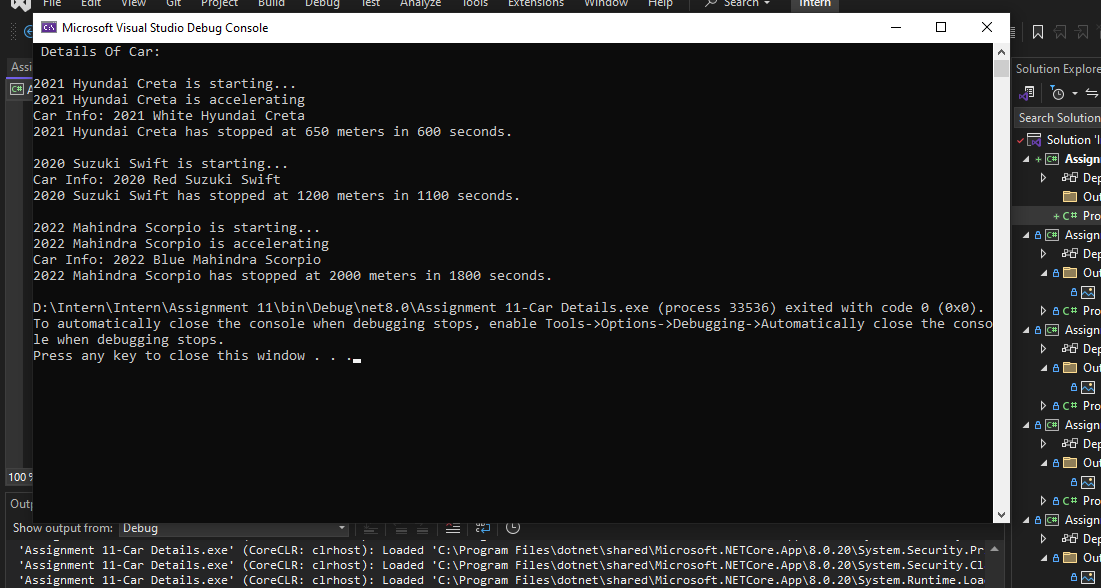 File Edit View Git Project Build Debug Test Analyze Tools Extensions Window Help Search Intern
Microsoft Visual Studio Debug Console
Details Of Car:
2021 Hyundai Creta is starting...
2021 Hyundai Creta is accelerating
Car Info: 2021 White Hyundai Creta
2021 Hyundai Creta has stopped at 650 meters in 600 seconds.
2020 Suzuki Swift is starting...
Car Info: 2020 Red Suzuki Swift
2020 Suzuki Swift has stopped at 1200 meters in 1100 seconds.
2022 Mahindra Scorpio is starting...
2022 Mahindra Scorpio is accelerating
Car Info: 2022 Blue Mahindra Scorpio
2022 Mahindra Scorpio has stopped at 2000 meters in 1800 seconds.
D:\Intern\Intern\Assignment 11\bin\Debug\net8.0\Assignment 11-Car Details.exe (process 33536) exited with code 0 (0x0).
To automatically close the console when debugging stops, enable Tools->Options->Debugging->Automatically close the conso
le when debugging stops.
Press any key to close this window . . .
Assi
C# A
100 %
Outp
Show output from: Debug
'Assignment 11-Car Details.exe' (CoreCLR: clrhost): Loaded 'C:\Program Files\dotnet\shared\Microsoft.NETCore.App\8.0.20\System.Security.Pr
'Assignment 11-Car Details.exe' (CoreCLR: clrhost): Loaded 'C:\Program Files\dotnet\shared\Microsoft.NETCore.App\8.0.20\System.Security.Cl
'Assignment 11-Car Details.exe' (CoreCLR: clrhost): Loaded 'C:\Program Files\dotnet\shared\Microsoft.NETCore.App\8.0.20\System.Runtime.Loa
Solution Explore
Search Solution
Solution 'I
C# Assign
Dep
Out
C# Pro
C# Assign
Dep
Out
C# Pro
C# Assign
Dep
Out
C# Pro
C# Assign
Dep
Out
C# Pro
C# Assign
Dep
Out